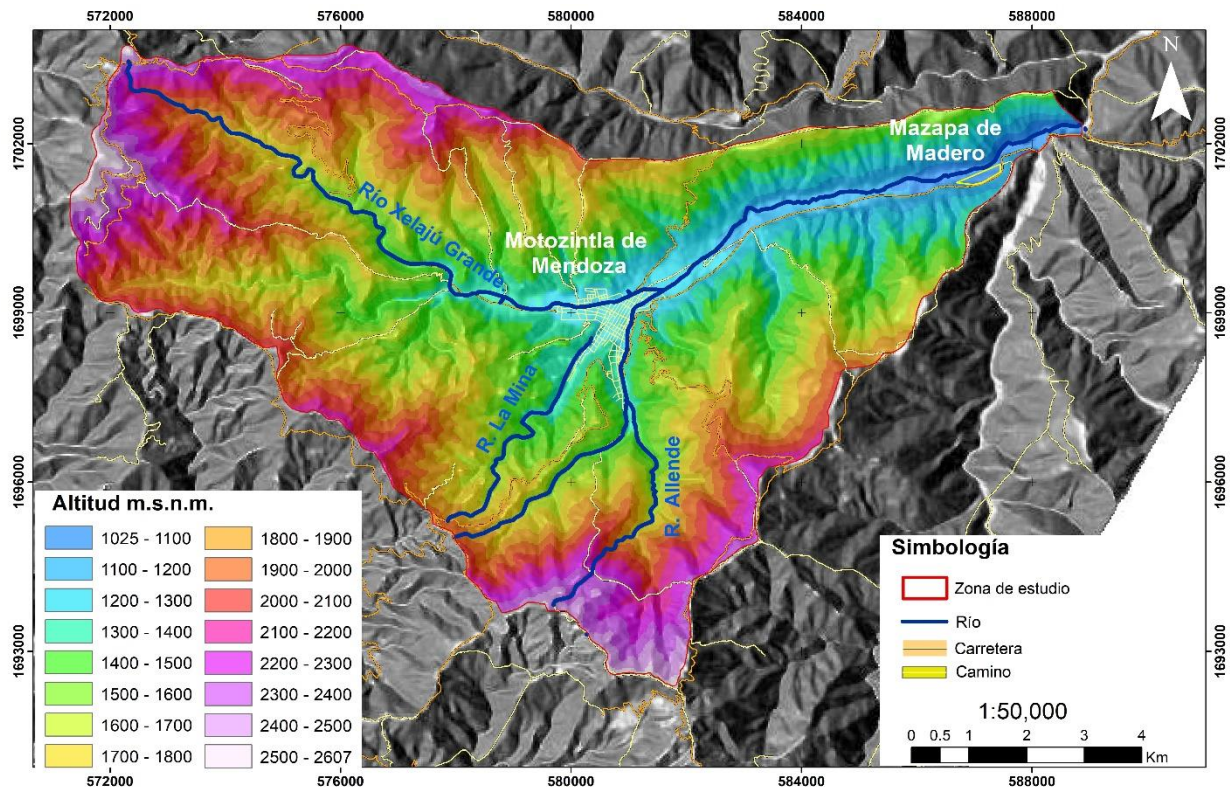 572000 576000 580000 584000 588000
N
1702000
1702000
Mazapa de
Madero
Río Xelajú Grande
Motozintla de
Mendoza
1699000
1699000
R. La Mina
R. Allende
1696000
1696000
Altitud m.s.n.m.
1025 - 1100
1100 - 1200
1200 - 1300
1300 - 1400
1400 - 1500
1500 - 1600
1600 - 1700
1700 - 1800
1800 - 1900
1900 - 2000
2000 - 2100
2100 - 2200
2200 - 2300
2300 - 2400
2400 - 2500
2500 - 2607
Simbología
Zona de estudio
Río
Carretera
Camino
1:50,000
0 0.5 1 2 3 4
Km
1693000
1693000
572000 576000 580000 584000 588000